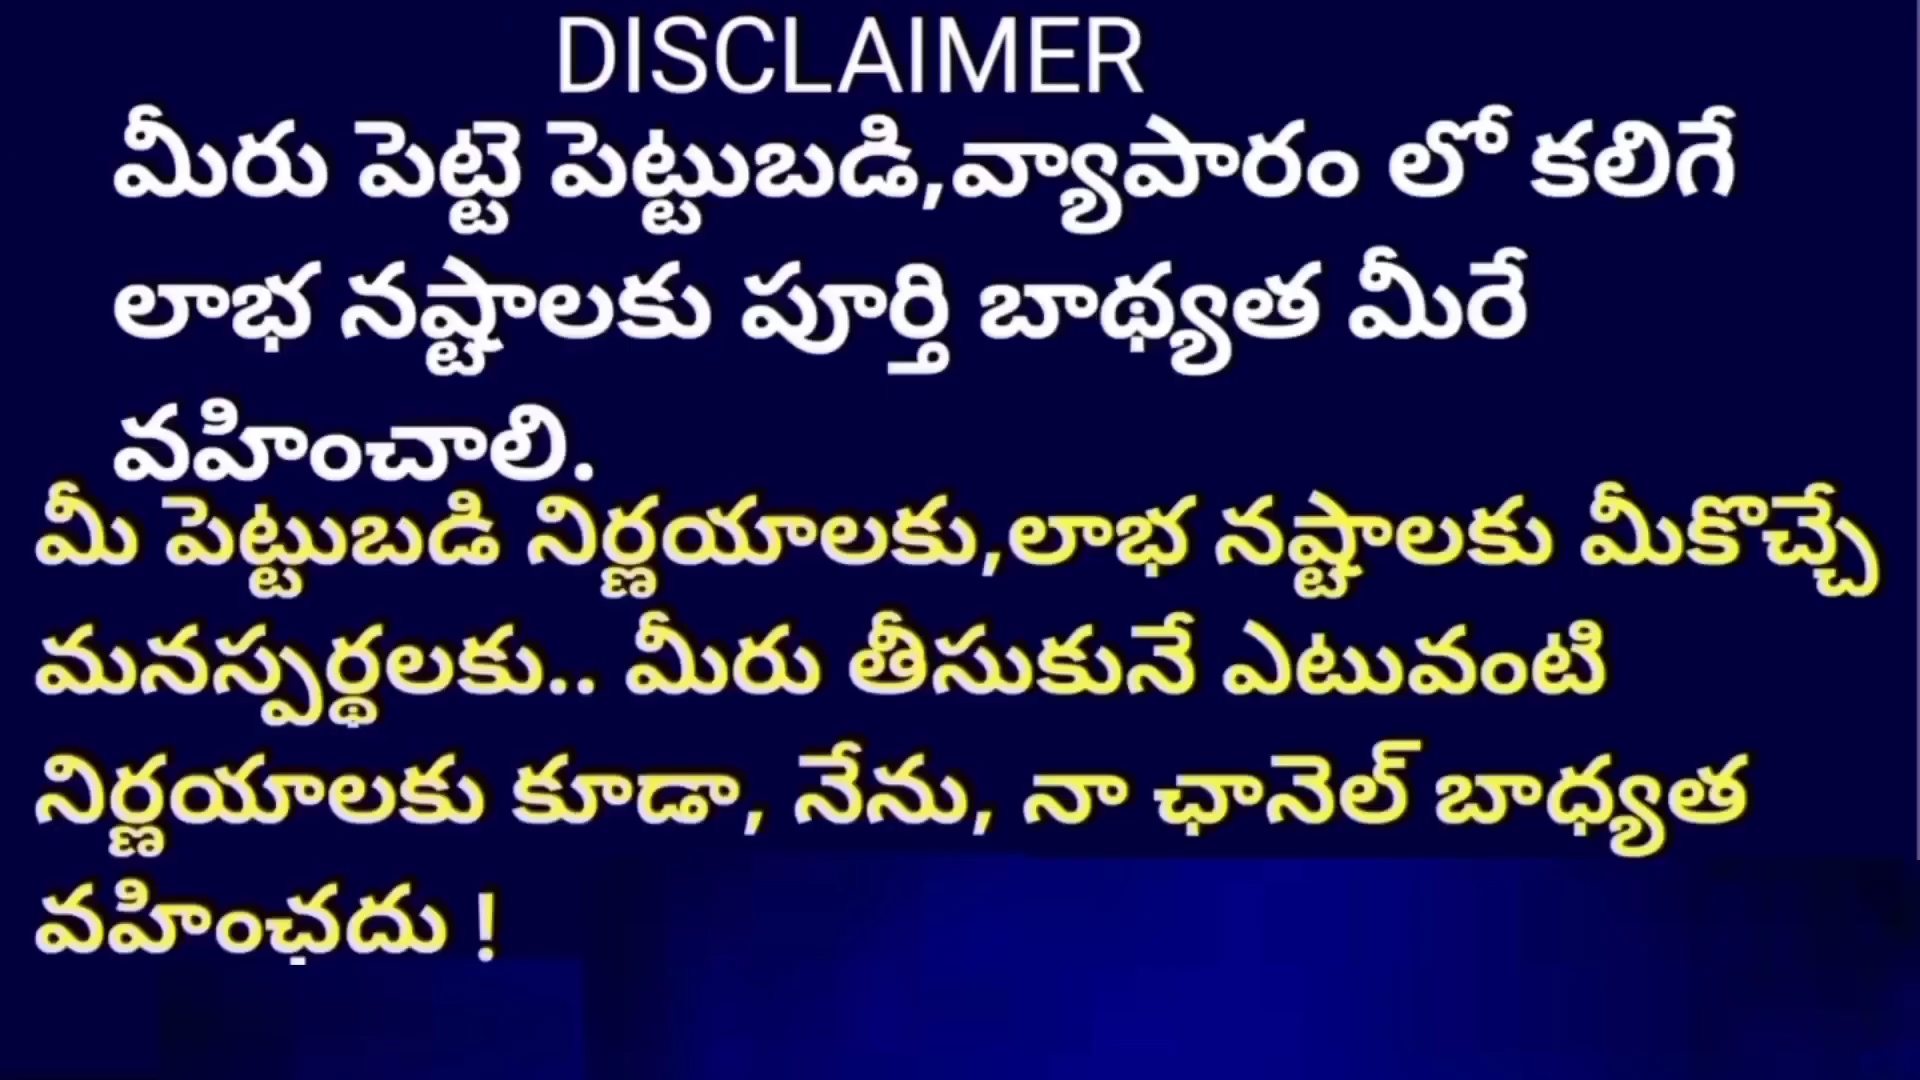 DISCLAIMER
మీరు పెట్టె పెట్టుబడి,వ్యాపారం లో కలిగే
లాభ నష్టాలకు పూర్తి బాథ్యత మీరే
వహించాలి.
మీ పెట్టుబడి నిర్ణయాలకు,లాభ నష్టాలకు మీకొచ్చే
మనస్పర్థలకు.. మీరు తీసుకునే ఎటువంటి
నిర్ణయాలకు కూడా, నేను, నా ఛానెల్ బాధ్యత
వహించదు !